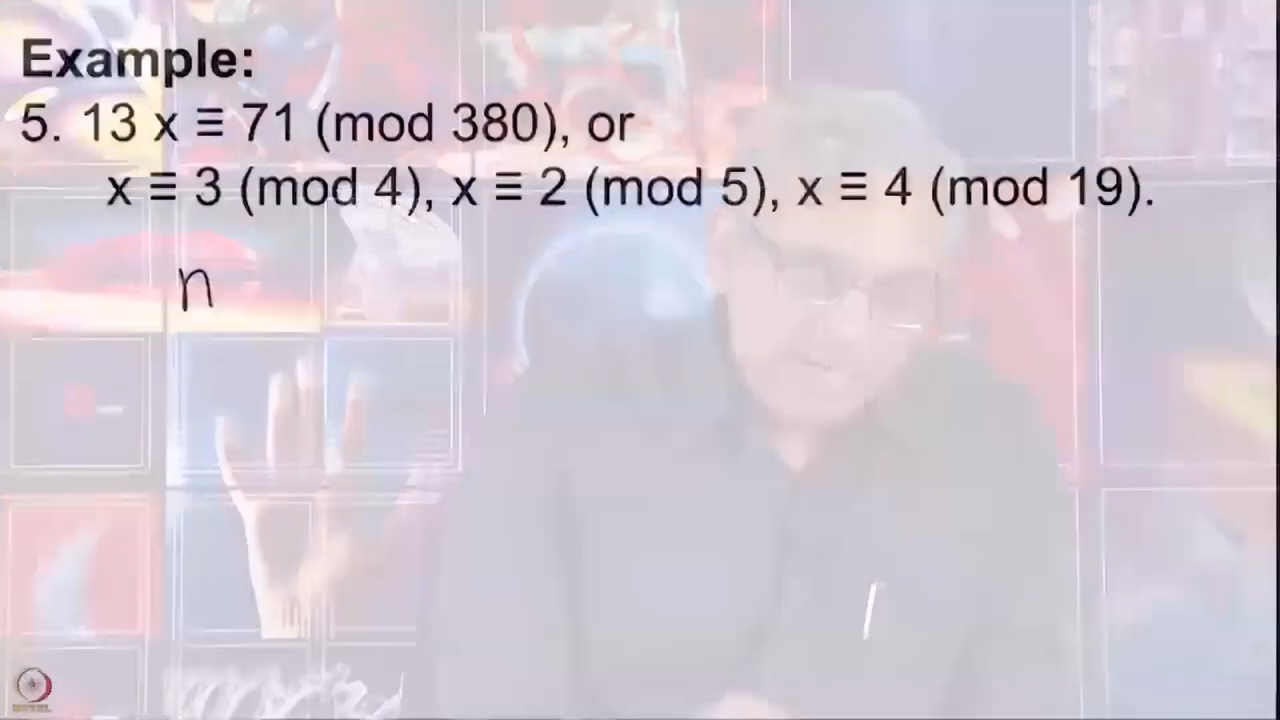 Example:
5. 13 x ≡ 71 (mod 380), or
x ≡ 3 (mod 4), x ≡ 2 (mod 5), x ≡ 4 (mod 19).
n